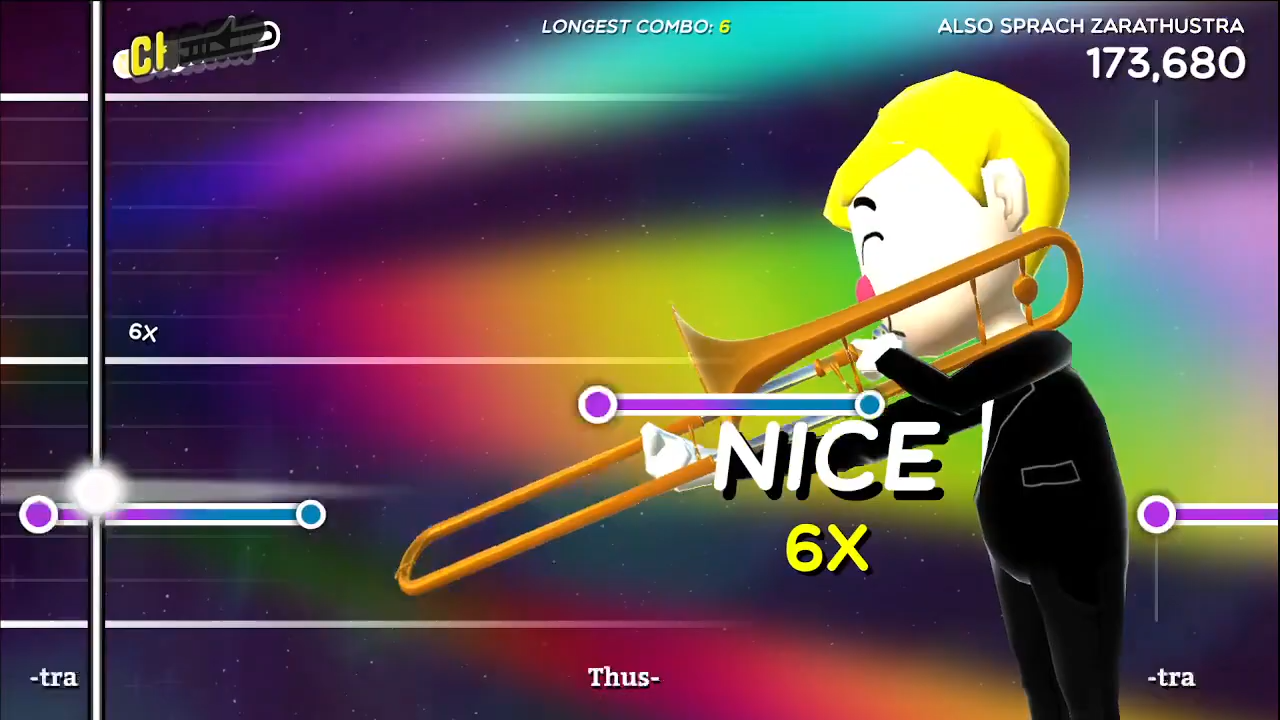 LONGEST COMBO: 6
ALSO SPRACH ZARATHUSTRA
173,680
6X
NICE
6X
-tra
Thus-
-tra